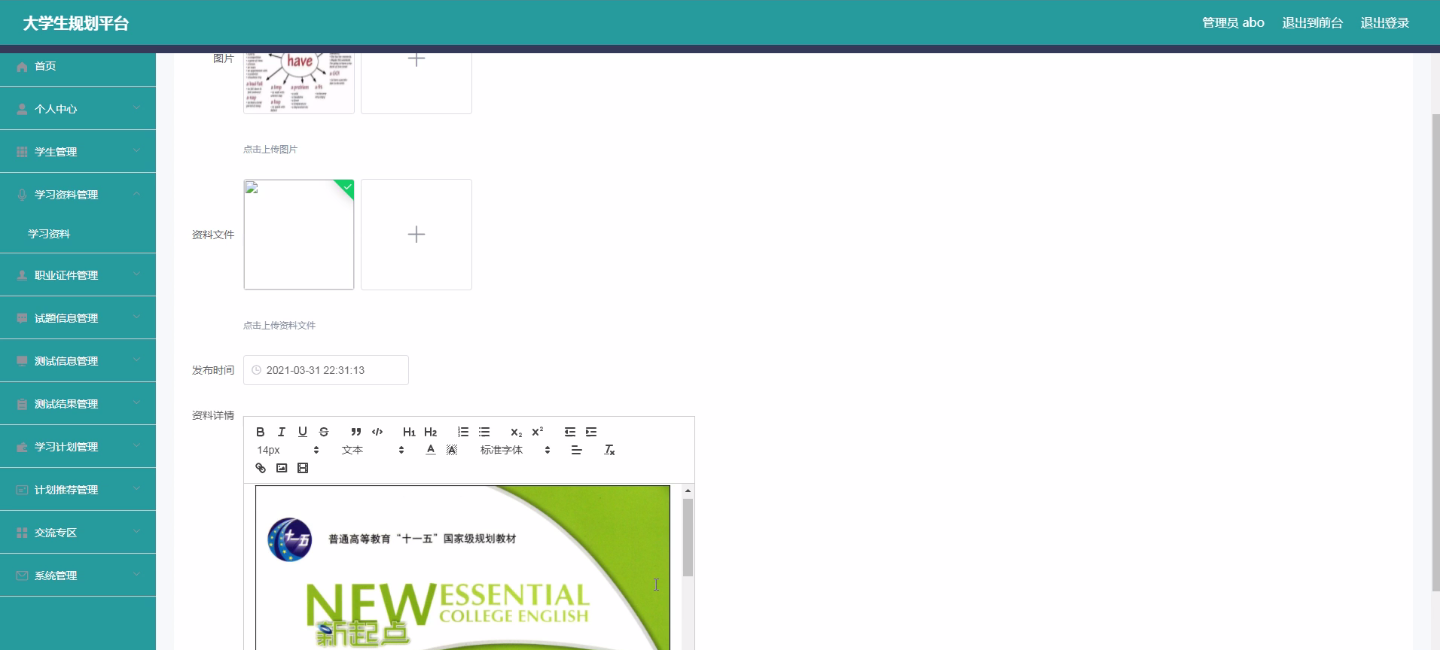 大学生规划平台
管理员 abo 退出到前台 退出登录
首页
个人中心
学生管理
学习资料管理
学习资料
职业证件管理
试题信息管理
测试信息管理
测试结果管理
学习计划管理
计划推荐管理
交流专区
系统管理
图片
have
点击上传图片
资料文件
点击上传资料文件
发布时间
2021-03-31 22:31:13
资料详情
B I U S H1 H2 X2 X2
14px 文本 A A 标准字体 Tx
十一五
普通高等教育“十一五”国家级规划教材
NEW ESSENTIAL
COLLEGE ENGLISH
新起点